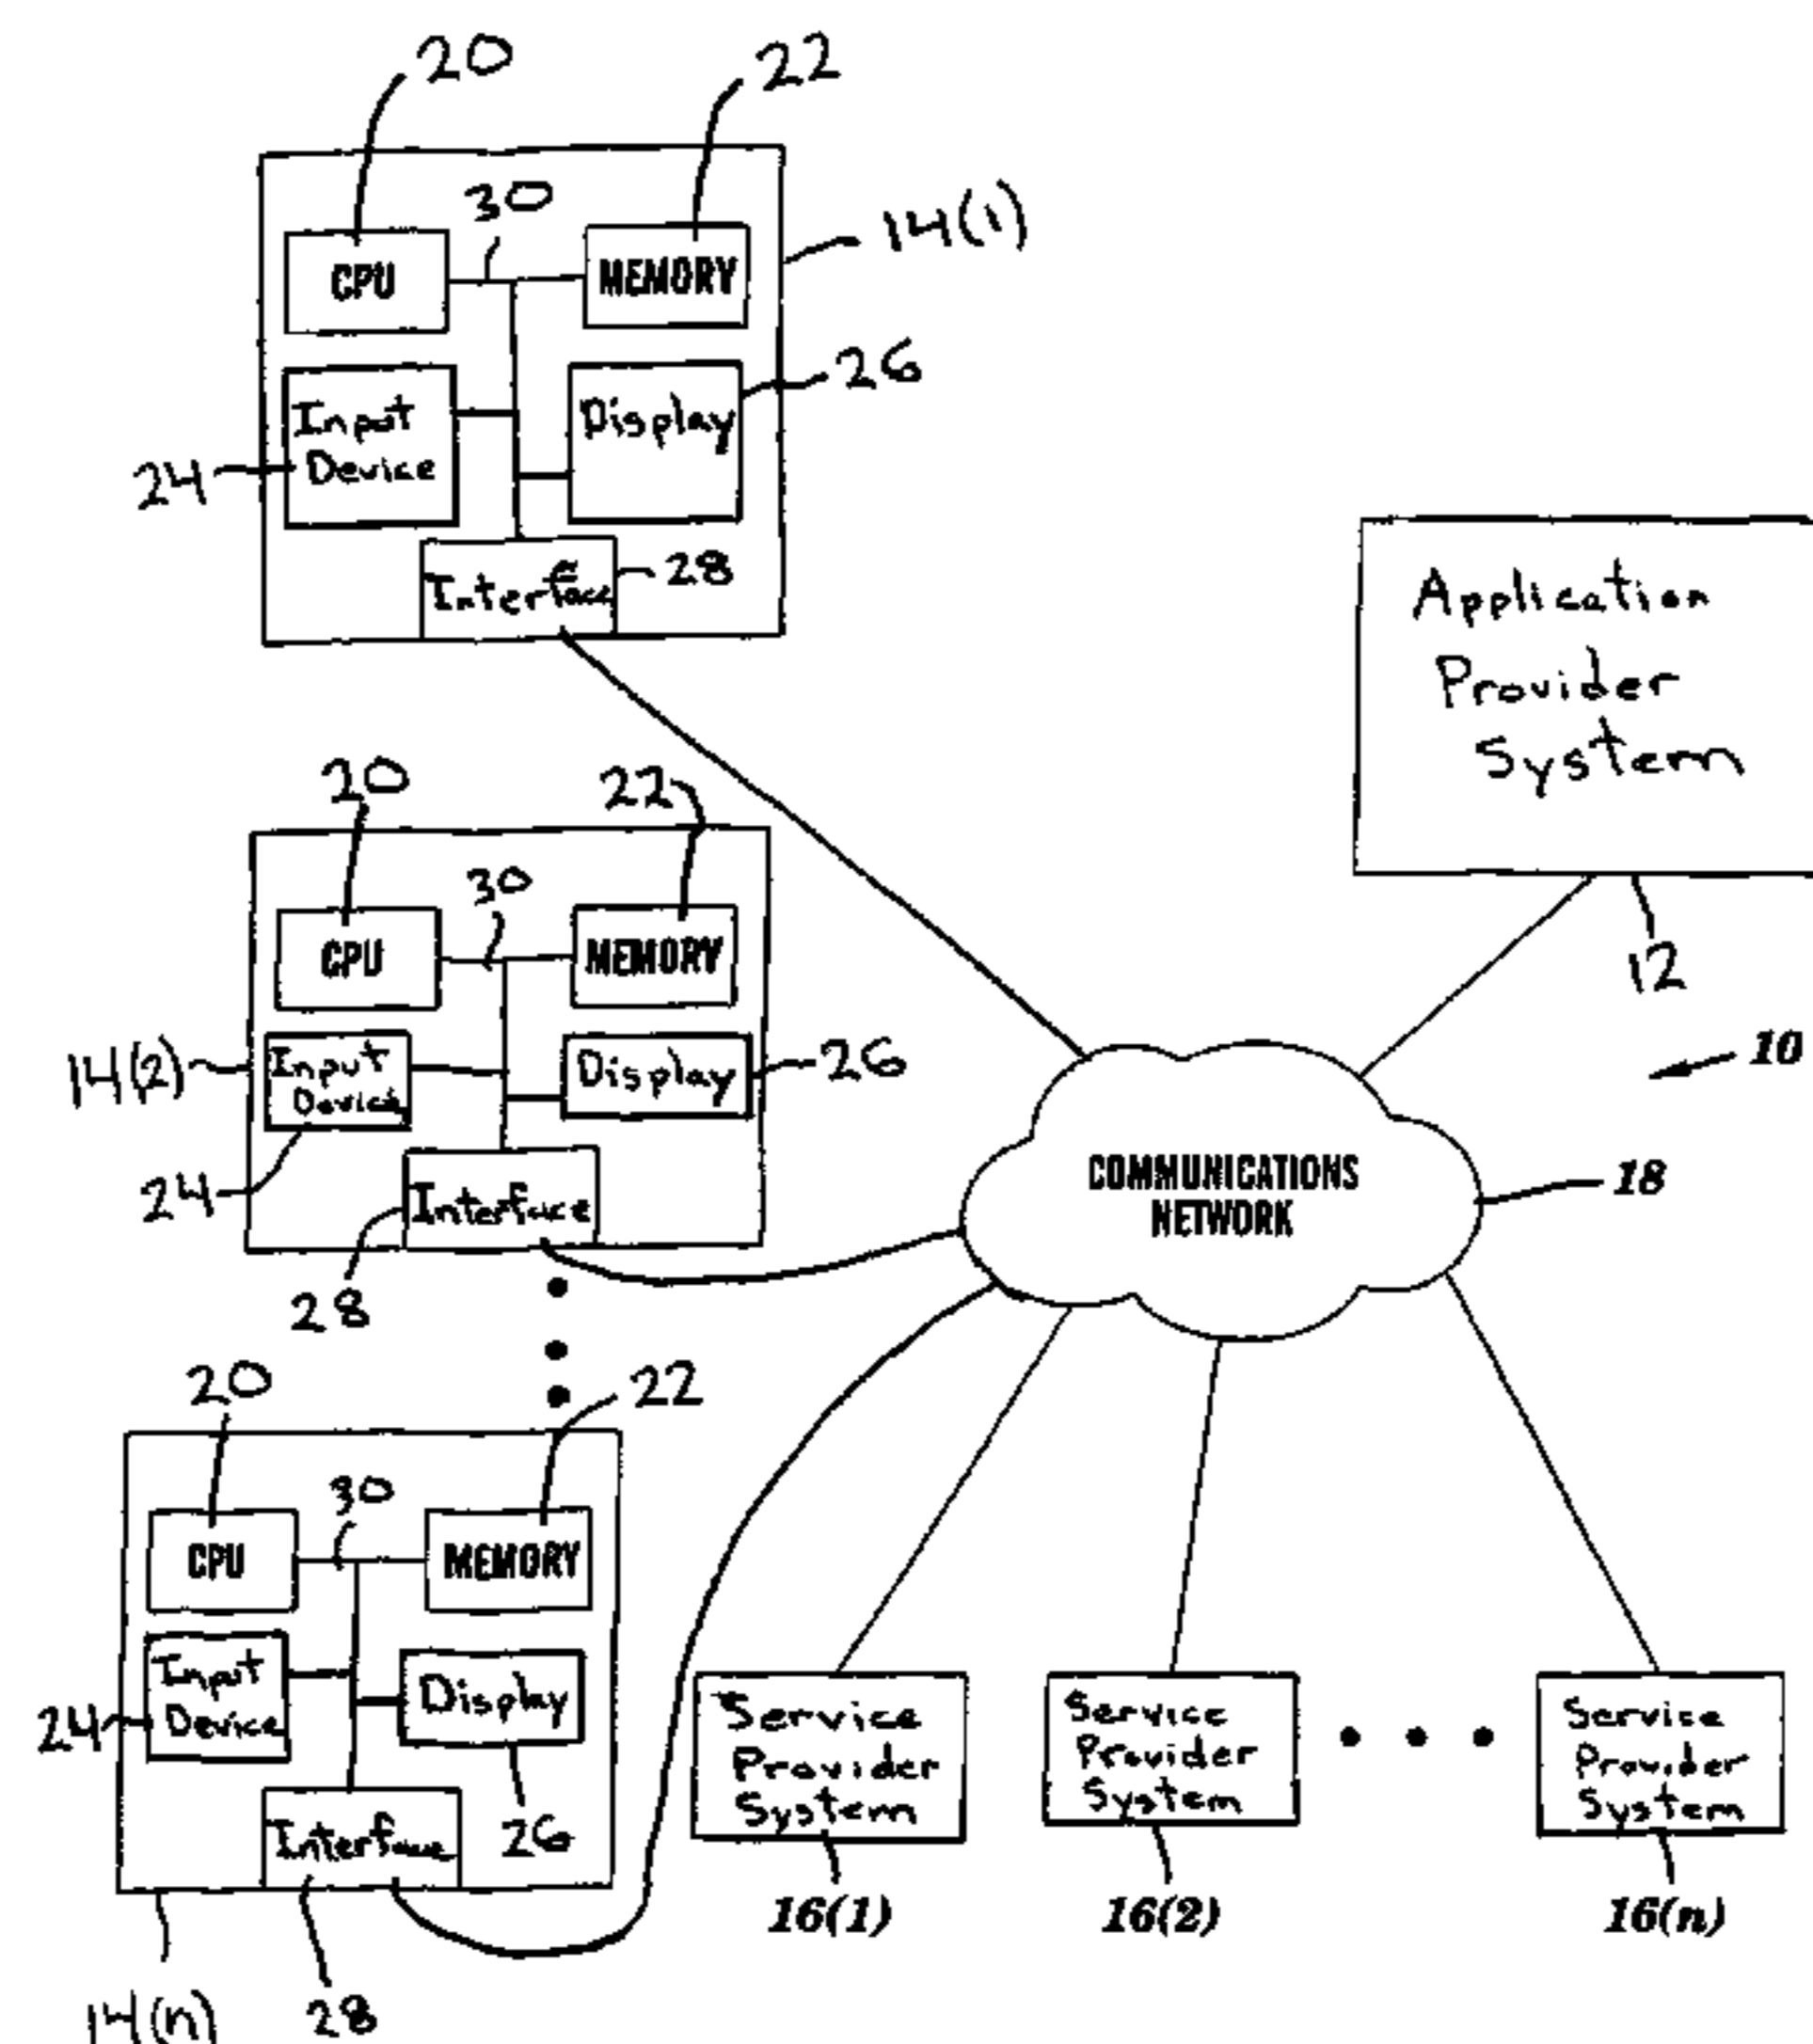 20
22
30
14(1)
CPU
MEMORY
26
Input
Device
Display
24
Interface
28
Application
Provider
System
12
20
22
30
CPU
MEMORY
14(2)
Input
Device
Display
26
24
Interface
28
10
COMMUNICATIONS
NETWORK
18
20
22
30
CPU
MEMORY
Input
Device
24
Display
26
Interface
28
14(n)
Service
Provider
System
16(1)
Service
Provider
System
16(2)
Service
Provider
System
16(n)